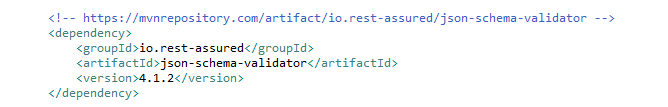 <!-- https://mvnrepository.com/artifact/io.rest-assured/json-schema-validator -->
<dependency>
    <groupId>io.rest-assured</groupId>
    <artifactId>json-schema-validator</artifactId>
    <version>4.1.2</version>
</dependency>